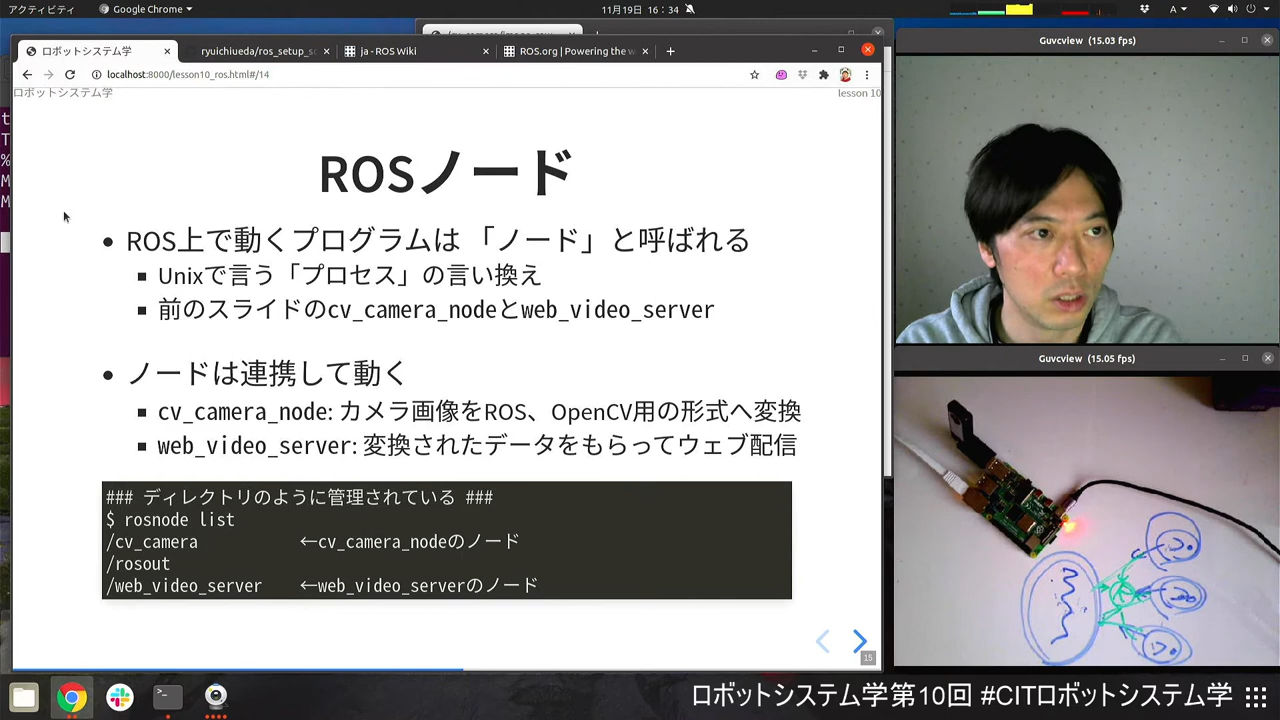 アクティビティ
Google Chrome
11月19日 16：34
A
ロボットシステム学
ryuichiueda/ros_setup_sc
ja - ROS Wiki
ROS.org | Powering the w
localhost:8000/lesson10_ros.html#/14
ロボットシステム学
lesson 10
ROSノード
ROS上で動くプログラムは 「ノード」と呼ばれる
Unixで言う「プロセス」の言い換え
前のスライドのcv_camera_nodeとweb_video_server
ノードは連携して動く
cv_camera_node: カメラ画像をROS、OpenCV用の形式へ変換
web_video_server: 変換されたデータをもらってウェブ配信
### ディレクトリのように管理されている ###
$ rosnode list
/cv_camera ←cv_camera_nodeのノード
/rosout
/web_video_server ←web_video_serverのノード
15
Guvcview (15.03 fps)
Guvcview (15.05 fps)
ロボットシステム学第10回 #CITロボットシステム学